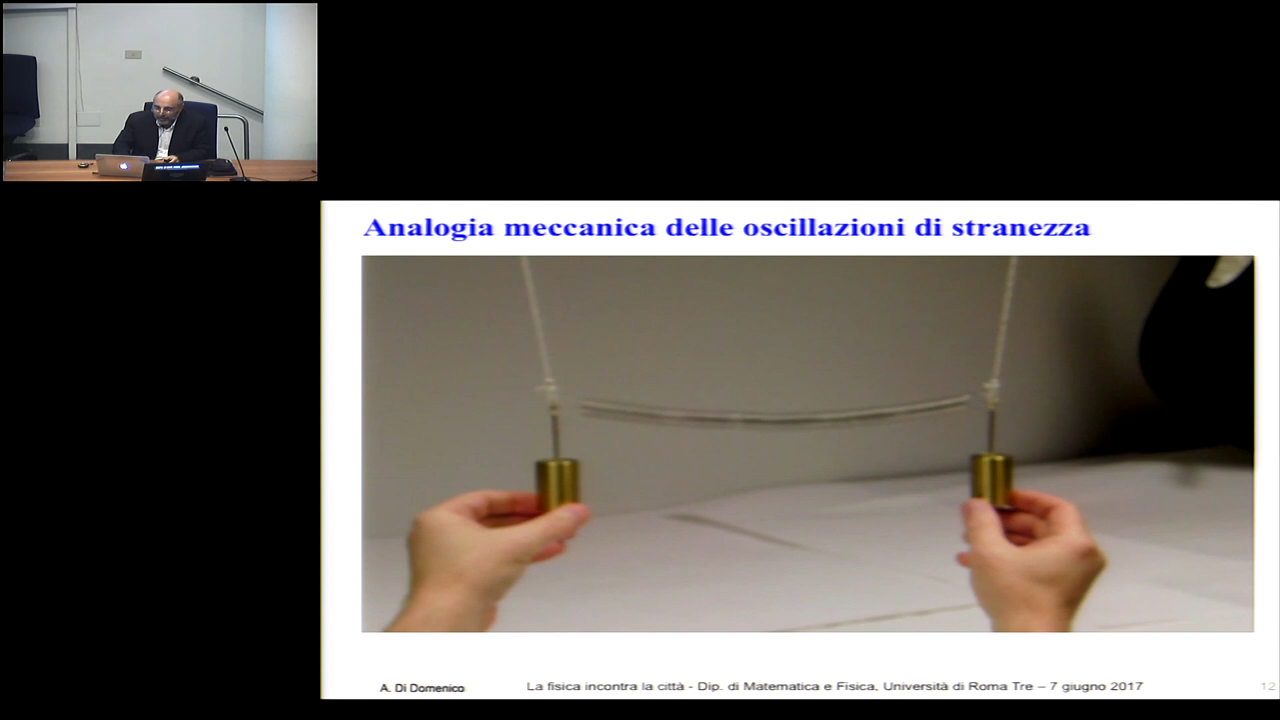 Analogia meccanica delle oscillazioni di stranezza
A. Di Domenico
La fisica incontra la città - Dip. di Matematica e Fisica, Università di Roma Tre – 7 giugno 2017
12